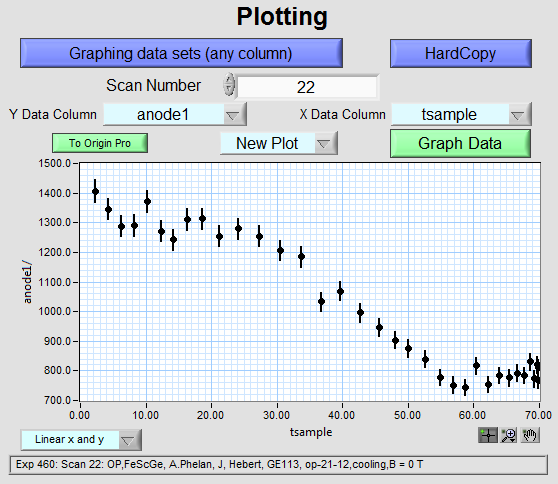 Plotting
Graphing data sets (any column)
HardCopy
Scan Number
22
Y Data Column
anode1
X Data Column
tsample
To Origin Pro
New Plot
Graph Data
1500.0
1400.0
1300.0
1200.0
1100.0
1000.0
900.0
800.0
700.0
anode1/
0.00 10.00 20.00 30.00 40.00 50.00 60.00 70.00
tsample
Linear x and y
Exp 460: Scan 22: OP,FeScGe, A.Phelan, J, Hebert, GE113, op-21-12,cooling,B = 0 T